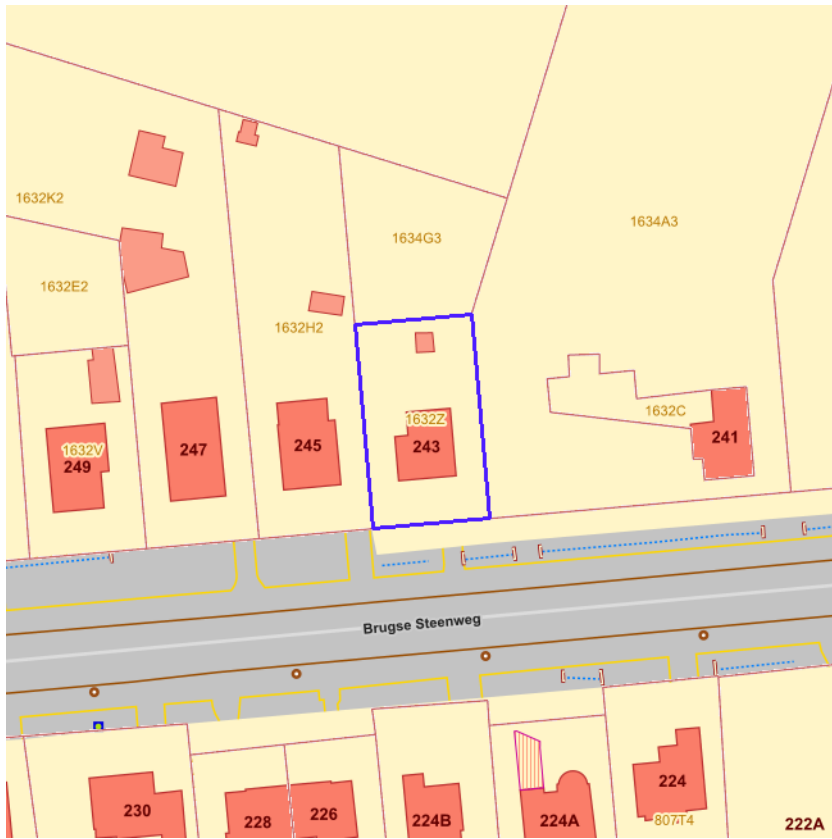 1632K2
1634G3
1634A3
1632E2
1632H2
1632Z
1632C
1632V
249
247
245
243
241
Brugse Steenweg
230
228
226
224B
224A
224
807T4
222A